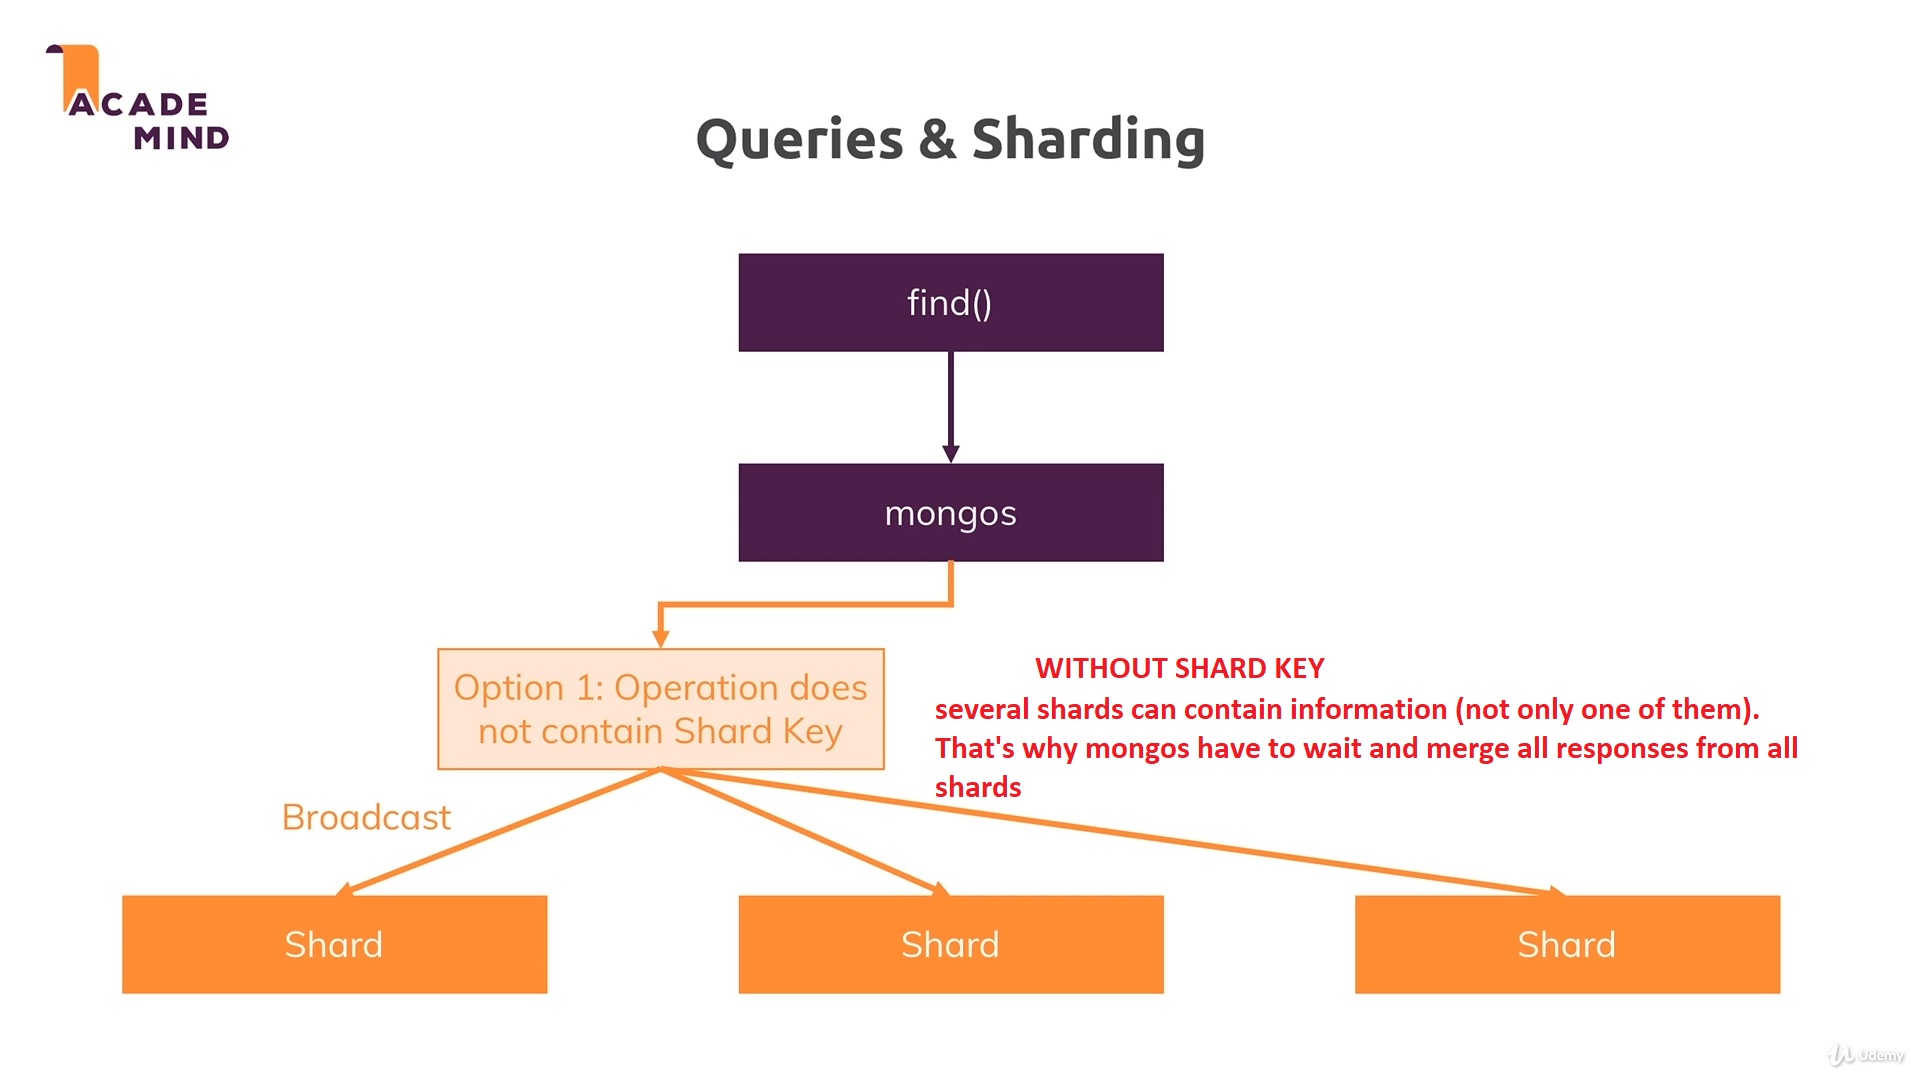 ACADE
MIND
Queries & Sharding
find()
mongos
Option 1: Operation does
not contain Shard Key
WITHOUT SHARD KEY
several shards can contain information (not only one of them).
That's why mongos have to wait and merge all responses from all
shards
Broadcast
Shard
Shard
Shard
Udemy